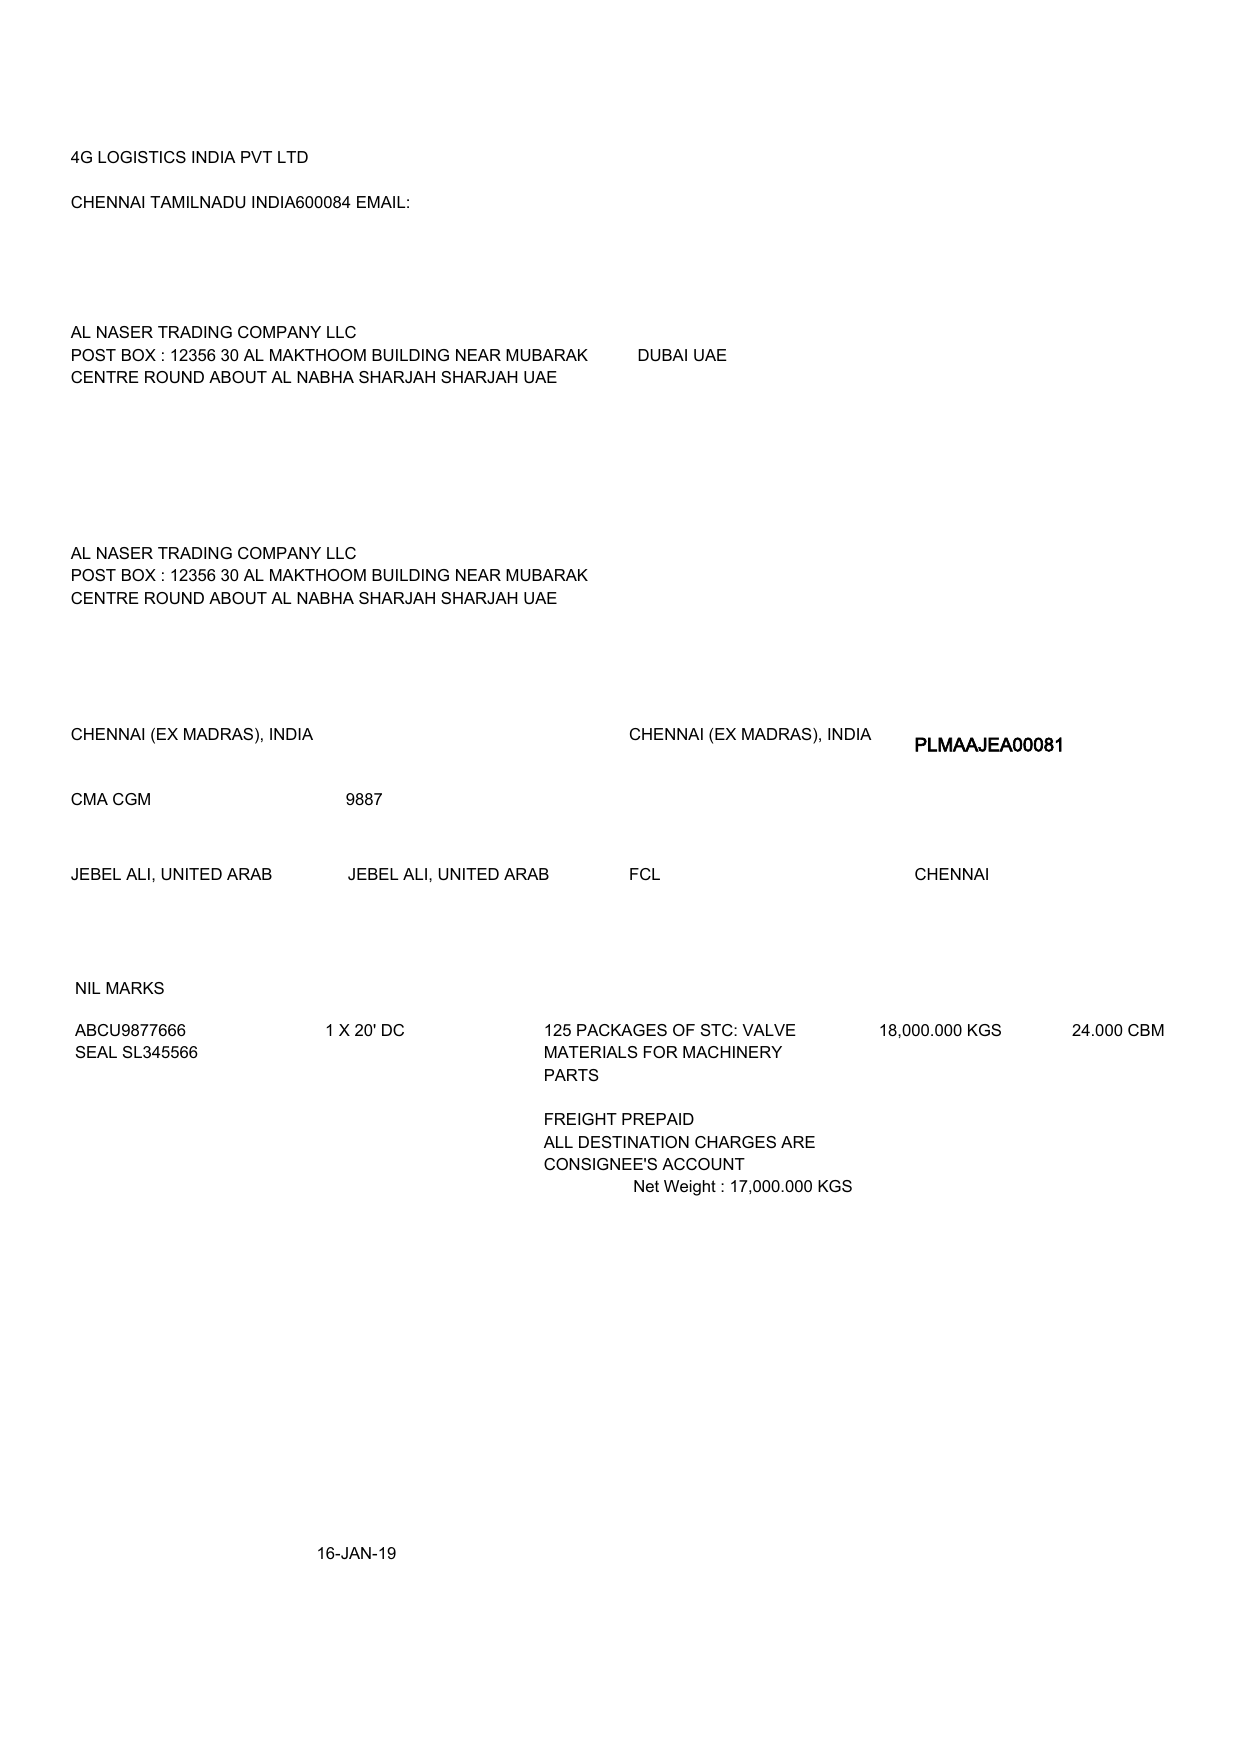 4G LOGISTICS INDIA PVT LTD
CHENNAI TAMILNADU INDIA600084 EMAIL:
AL NASER TRADING COMPANY LLC
POST BOX : 12356 30 AL MAKTHOOM BUILDING NEAR MUBARAK DUBAI UAE
CENTRE ROUND ABOUT AL NABHA SHARJAH SHARJAH UAE
AL NASER TRADING COMPANY LLC
POST BOX : 12356 30 AL MAKTHOOM BUILDING NEAR MUBARAK
CENTRE ROUND ABOUT AL NABHA SHARJAH SHARJAH UAE
CHENNAI (EX MADRAS), INDIA CHENNAI (EX MADRAS), INDIA PLMAAJEA00081
CMA CGM 9887
JEBEL ALI, UNITED ARAB JEBEL ALI, UNITED ARAB FCL CHENNAI
NIL MARKS
ABCU9877666 1 X 20' DC 125 PACKAGES OF STC: VALVE 18,000.000 KGS 24.000 CBM
SEAL SL345566 MATERIALS FOR MACHINERY
PARTS
FREIGHT PREPAID
ALL DESTINATION CHARGES ARE
CONSIGNEE'S ACCOUNT
Net Weight : 17,000.000 KGS
16-JAN-19